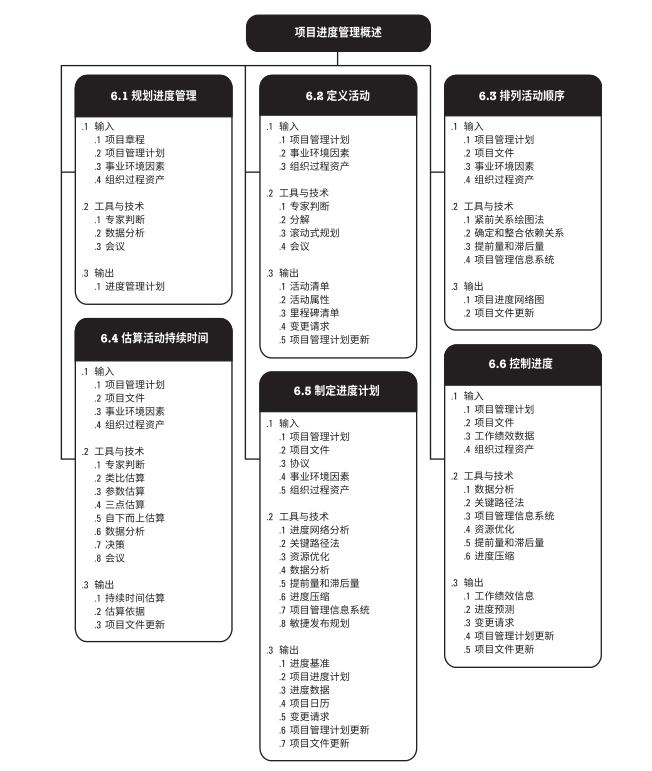 项目进度管理概述
6.1 规划进度管理
.1 输入
.1 项目章程
.2 项目管理计划
.3 事业环境因素
.4 组织过程资产
.2 工具与技术
.1 专家判断
.2 数据分析
.3 会议
.3 输出
.1 进度管理计划
6.2 定义活动
.1 输入
.1 项目管理计划
.2 事业环境因素
.3 组织过程资产
.2 工具与技术
.1 专家判断
.2 分解
.3 滚动式规划
.4 会议
.3 输出
.1 活动清单
.2 活动属性
.3 里程碑清单
.4 变更请求
.5 项目管理计划更新
6.3 排列活动顺序
.1 输入
.1 项目管理计划
.2 项目文件
.3 事业环境因素
.4 组织过程资产
.2 工具与技术
.1 紧前关系绘图法
.2 确定和整合依赖关系
.3 提前量和滞后量
.4 项目管理信息系统
.3 输出
.1 项目进度网络图
.2 项目文件更新
6.4 估算活动持续时间
.1 输入
.1 项目管理计划
.2 项目文件
.3 事业环境因素
.4 组织过程资产
.2 工具与技术
.1 专家判断
.2 类比估算
.3 参数估算
.4 三点估算
.5 自下而上估算
.6 数据分析
.7 决策
.8 会议
.3 输出
.1 持续时间估算
.2 估算依据
.3 项目文件更新
6.5 制定进度计划
.1 输入
.1 项目管理计划
.2 项目文件
.3 协议
.4 事业环境因素
.5 组织过程资产
.2 工具与技术
.1 进度网络分析
.2 关键路径法
.3 资源优化
.4 数据分析
.5 提前量和滞后量
.6 进度压缩
.7 项目管理信息系统
.8 敏捷发布规划
.3 输出
.1 进度基准
.2 项目进度计划
.3 进度数据
.4 项目日历
.5 变更请求
.6 项目管理计划更新
.7 项目文件更新
6.6 控制进度
.1 输入
.1 项目管理计划
.2 项目文件
.3 工作绩效数据
.4 组织过程资产
.2 工具与技术
.1 数据分析
.2 关键路径法
.3 项目管理信息系统
.4 资源优化
.5 提前量和滞后量
.6 进度压缩
.3 输出
.1 工作绩效信息
.2 进度预测
.3 变更请求
.4 项目管理计划更新
.5 项目文件更新